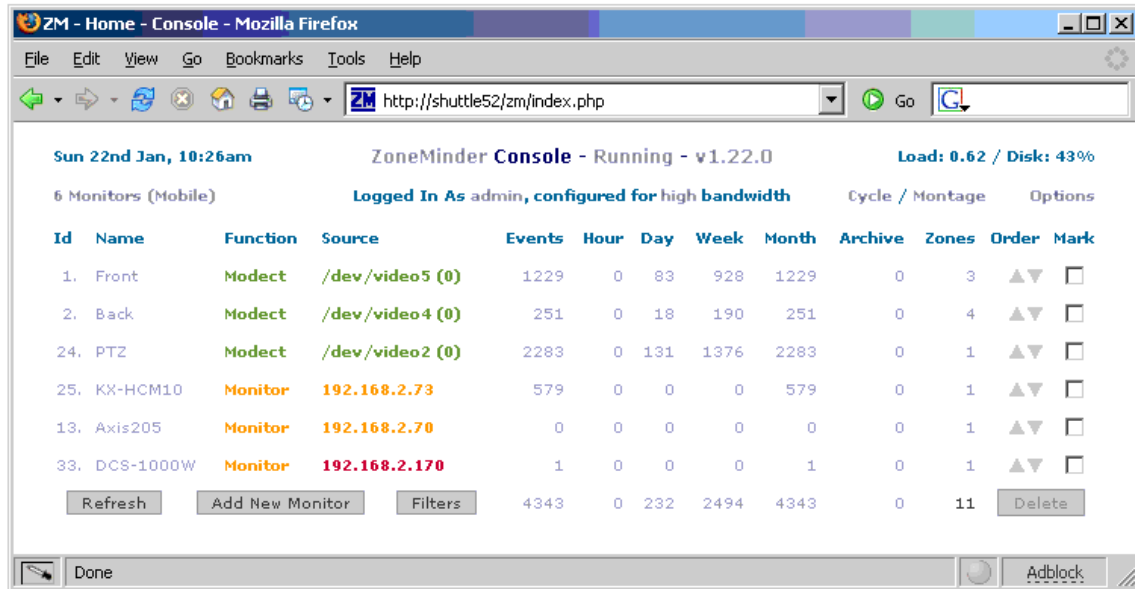 ZM - Home - Console - Mozilla Firefox
File Edit View Go Bookmarks Tools Help
ZM http://shuttle52/zm/index.php Go G
Sun 22nd Jan, 10:26am ZoneMinder Console - Running - v1.22.0 Load: 0.62 / Disk: 43%
6 Monitors (Mobile) Logged In As admin, configured for high bandwidth Cycle / Montage Options
Id Name Function Source Events Hour Day Week Month Archive Zones Order Mark
1. Front Modect /dev/video5 (0) 1229 0 83 928 1229 0 3
2. Back Modect /dev/video4 (0) 251 0 18 190 251 0 4
24. PTZ Modect /dev/video2 (0) 2283 0 131 1376 2283 0 1
25. KX-HCM10 Monitor 192.168.2.73 579 0 0 0 579 0 1
13. Axis205 Monitor 192.168.2.70 0 0 0 0 0 0 1
33. DCS-1000W Monitor 192.168.2.170 1 0 0 0 1 0 1
Refresh Add New Monitor Filters 4343 0 232 2494 4343 0 11 Delete
Done Adblock